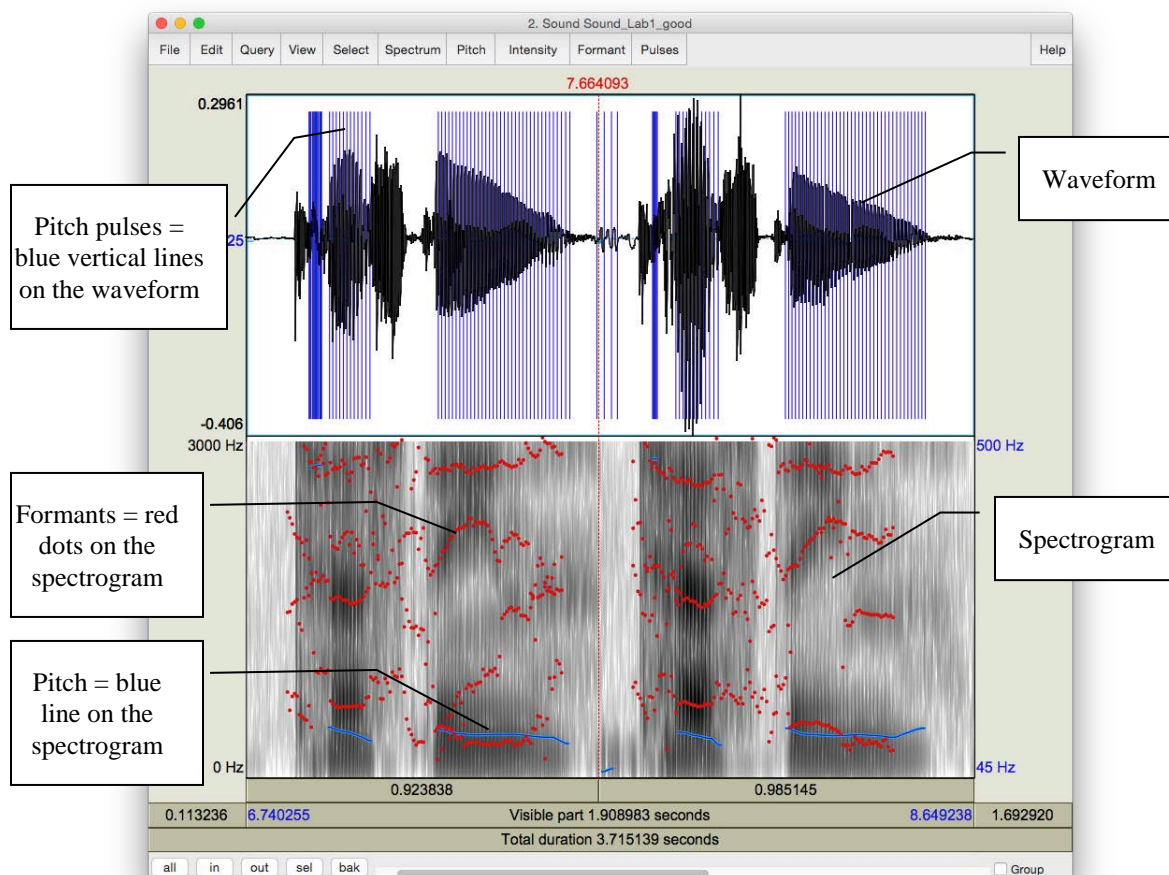 2. Sound Sound_Lab1_good
File Edit Query View Select Spectrum Pitch Intensity Formant Pulses Help
7.664093
0.2961
25
-0.406
3000 Hz
500 Hz
0 Hz
45 Hz
Pitch pulses =
blue vertical lines
on the waveform
Waveform
Formants = red
dots on the
spectrogram
Spectrogram
Pitch = blue
line on the
spectrogram
0.923838 0.985145
0.113236 6.740255 Visible part 1.908983 seconds 8.649238 1.692920
Total duration 3.715139 seconds
all in out sel bak Group